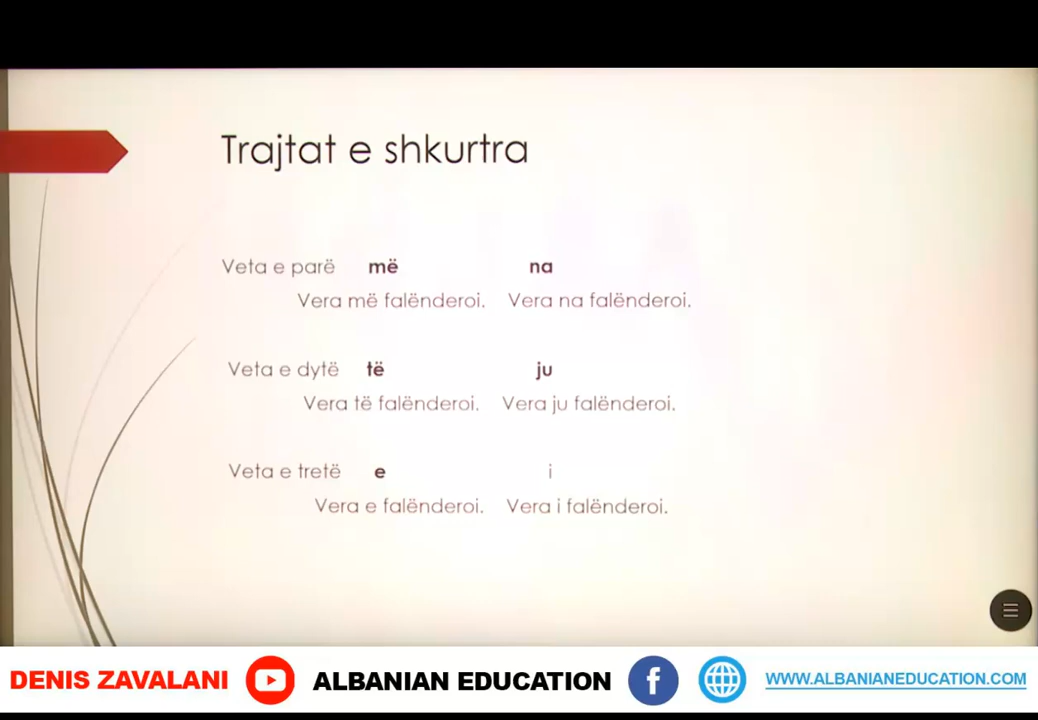 Trajtat e shkurtra
Veta e parë më na
Vera më falënderoi. Vera na falënderoi.
Veta e dytë të ju
Vera të falënderoi. Vera ju falënderoi.
Veta e tretë e i
Vera e falënderoi. Vera i falënderoi.
DENIS ZAVALANI ALBANIAN EDUCATION f WWW.ALBANIANEDUCATION.COM